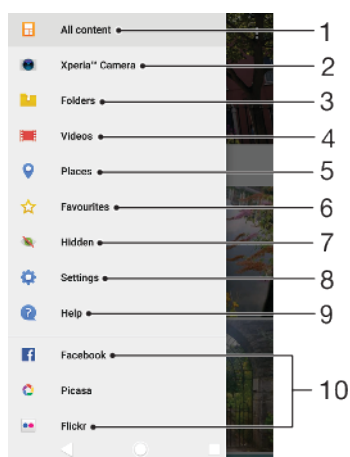 All content 1
Xperia™ Camera 2
Folders 3
Videos 4
Places 5
Favourites 6
Hidden 7
Settings 8
Help 9
Facebook
Picasa 10
Flickr